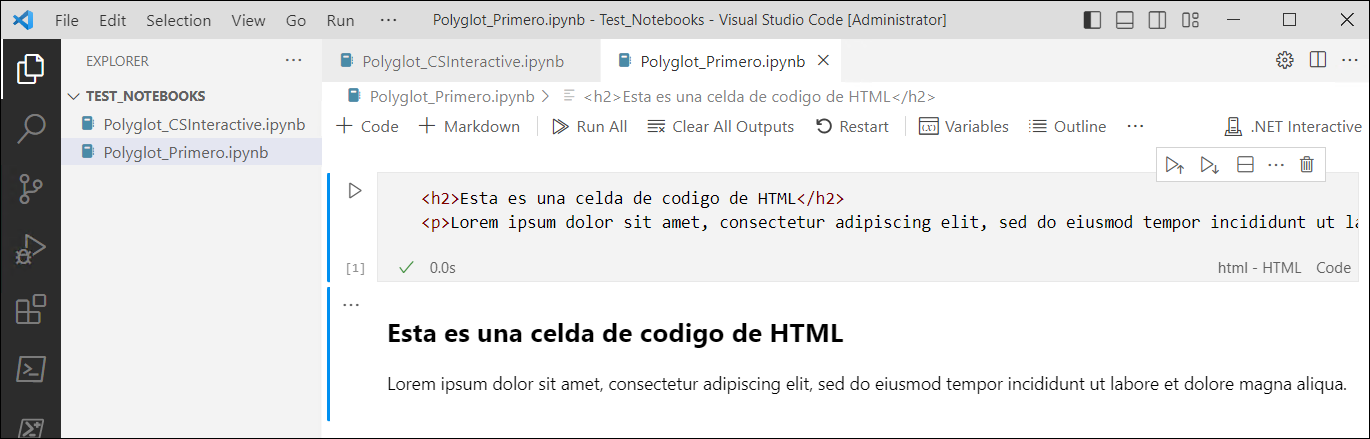 File Edit Selection View Go Run ··· Polyglot_Primero.ipynb - Test_Notebooks - Visual Studio Code [Administrator]
EXPLORER ···
TEST_NOTEBOOKS
Polyglot_CSInteractive.ipynb
Polyglot_Primero.ipynb
Polyglot_CSInteractive.ipynb Polyglot_Primero.ipynb
Polyglot_Primero.ipynb > <h2>Esta es una celda de codigo de HTML</h2>
+ Code + Markdown Run All Clear All Outputs Restart Variables Outline ··· .NET Interactive
<h2>Esta es una celda de codigo de HTML</h2>
<p>Lorem ipsum dolor sit amet, consectetur adipiscing elit, sed do eiusmod tempor incididunt ut la
[1] 0.0s html - HTML Code
Esta es una celda de codigo de HTML
Lorem ipsum dolor sit amet, consectetur adipiscing elit, sed do eiusmod tempor incididunt ut labore et dolore magna aliqua.